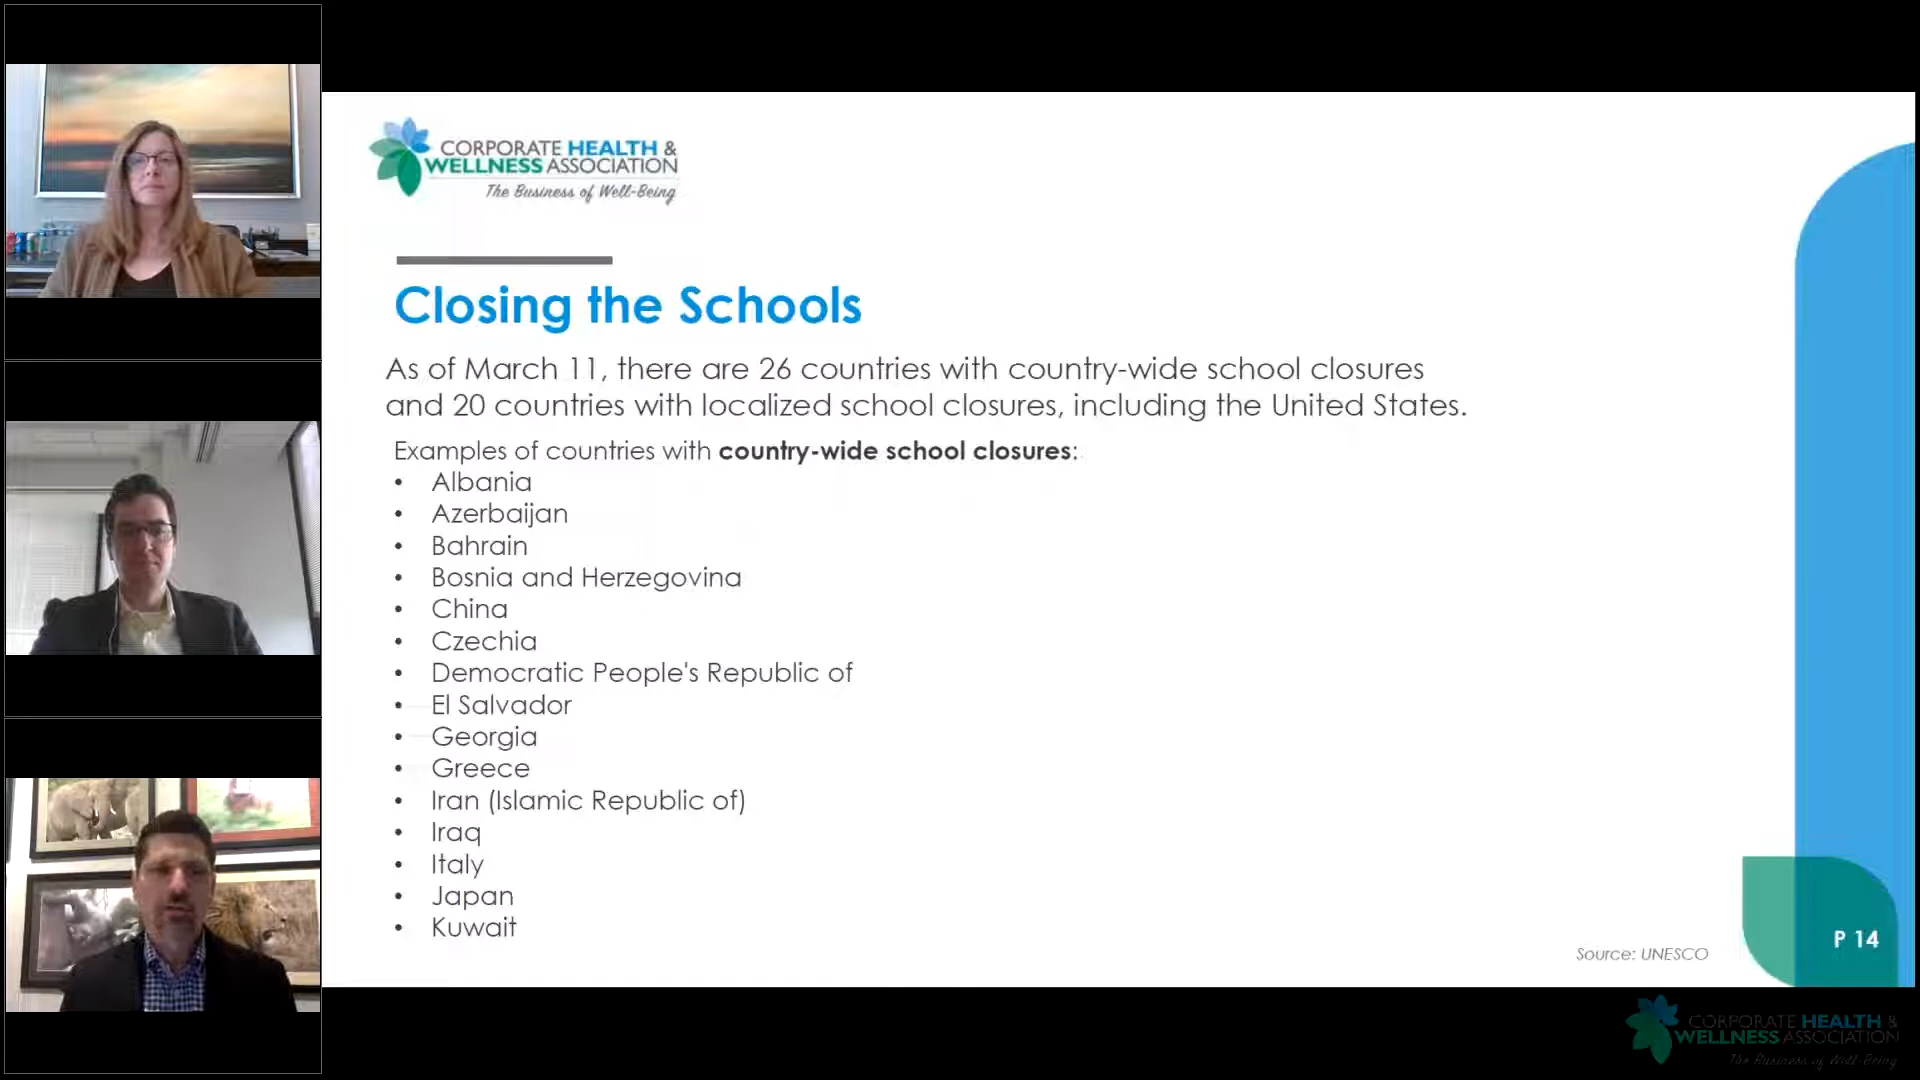 CORPORATE HEALTH &
WELLNESS ASSOCIATION
The Business of Well-Being
Closing the Schools
As of March 11, there are 26 countries with country-wide school closures
and 20 countries with localized school closures, including the United States.
Examples of countries with country-wide school closures:
• Albania
• Azerbaijan
• Bahrain
• Bosnia and Herzegovina
• China
• Czechia
• Democratic People's Republic of
• El Salvador
• Georgia
• Greece
• Iran (Islamic Republic of)
• Iraq
• Italy
• Japan
• Kuwait
Source: UNESCO
P 14
CORPORATE HEALTH &
WELLNESS ASSOCIATION
The Business of Well-Being